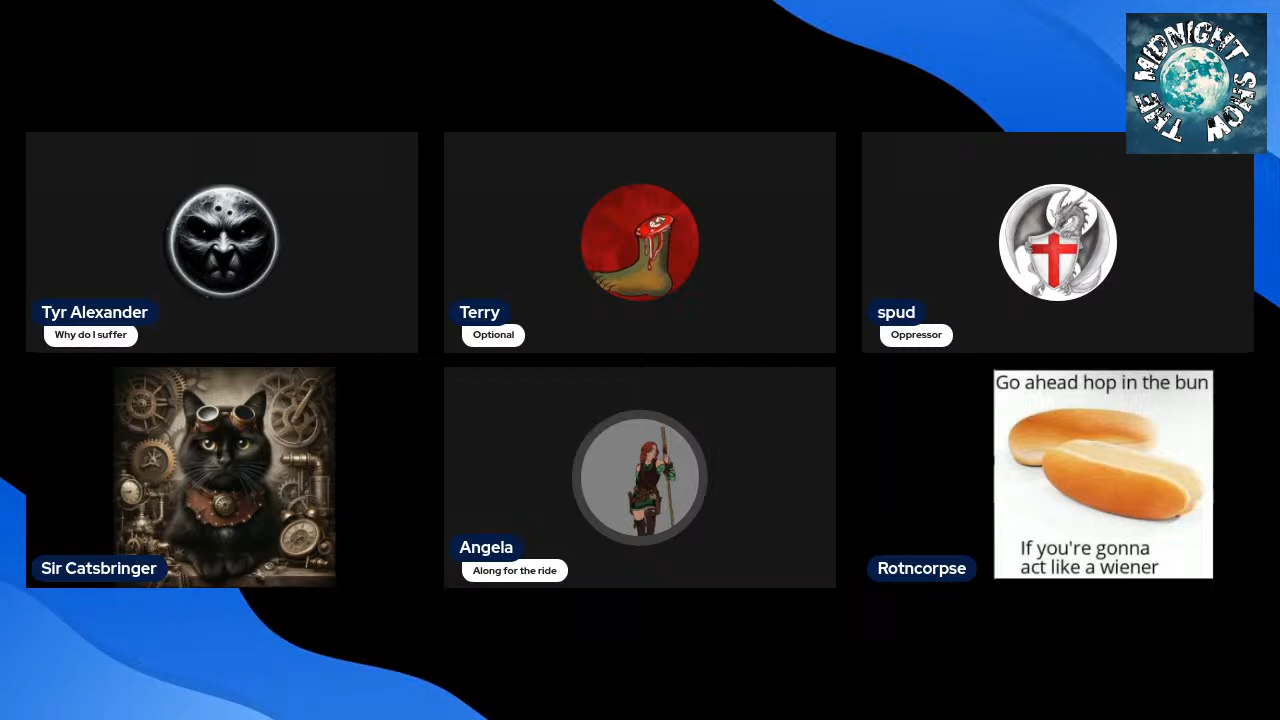 THE MIDNIGHT SHOW
Tyr Alexander
Why do I suffer
Terry
Optional
spud
Oppressor
Sir Catsbringer
Angela
Along for the ride
Go ahead hop in the bun
If you're gonna
act like a wiener
Rotncorpse